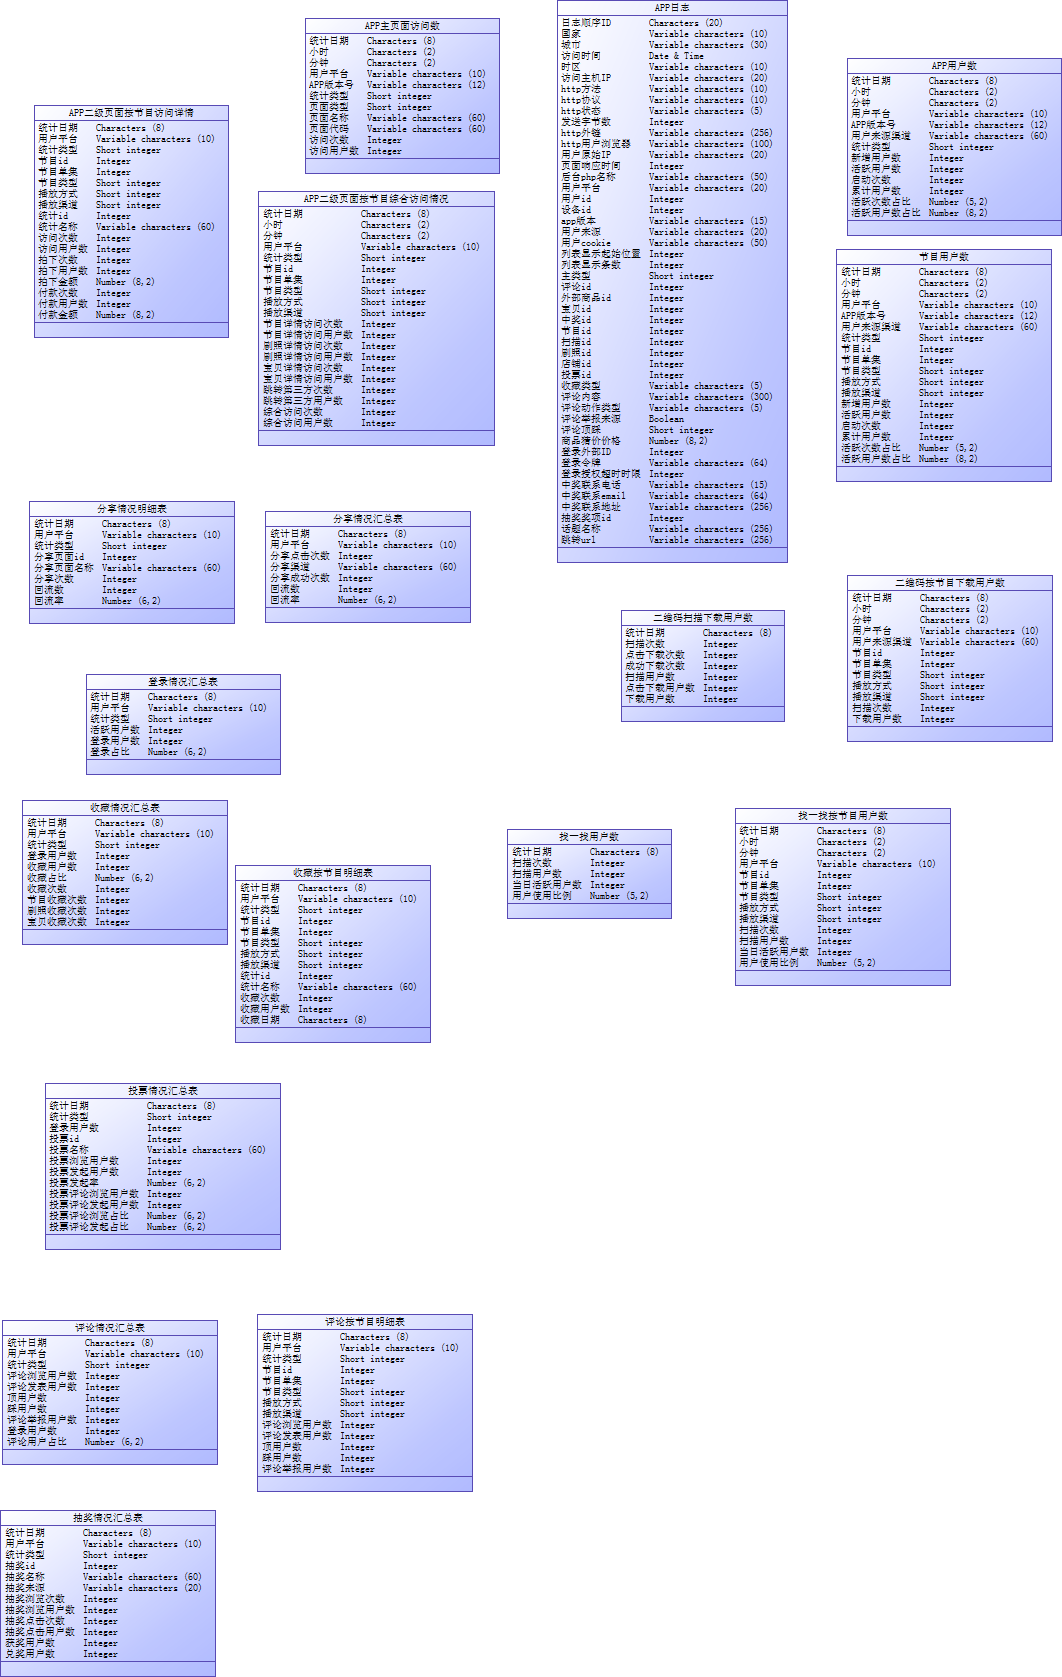 APP主页面访问数
统计日期 Characters (8)
小时 Characters (2)
分钟 Characters (2)
用户平台 Variable characters (10)
APP版本号 Variable characters (12)
统计类型 Short integer
页面类型 Short integer
页面名称 Variable characters (60)
页面代码 Variable characters (60)
访问次数 Integer
访问用户数 Integer
APP日志
日志顺序ID Characters (20)
国家 Variable characters (10)
城市 Variable characters (30)
访问时间 Date & Time
时区 Variable characters (10)
访问主机IP Variable characters (20)
http方法 Variable characters (10)
http协议 Variable characters (10)
http状态 Variable characters (5)
发送字节数 Integer
http外链 Variable characters (256)
http用户浏览器 Variable characters (100)
用户原始IP Variable characters (20)
页面响应时间 Integer
后台php名称 Variable characters (50)
用户平台 Variable characters (20)
用户id Integer
设备id Integer
app版本 Variable characters (15)
用户来源 Variable characters (20)
用户cookie Variable characters (50)
列表显示起始位置 Integer
列表显示条数 Integer
主类型 Short integer
评论id Integer
外部商品id Integer
宝贝id Integer
中奖id Integer
节目id Integer
扫描id Integer
剧照id Integer
店铺id Integer
投票id Integer
收藏类型 Variable characters (5)
评论内容 Variable characters (300)
评论动作类型 Variable characters (5)
评论举报来源 Boolean
评论顶踩 Short integer
商品猜价价格 Number (8,2)
登录外部ID Integer
登录令牌 Variable characters (64)
登录授权超时时限 Integer
中奖联系电话 Variable characters (15)
中奖联系email Variable characters (64)
中奖联系地址 Variable characters (256)
抽奖奖项id Integer
话题名称 Variable characters (256)
跳转url Variable characters (256)
APP用户数
统计日期 Characters (8)
小时 Characters (2)
分钟 Characters (2)
用户平台 Variable characters (10)
APP版本号 Variable characters (12)
用户来源渠道 Variable characters (60)
统计类型 Short integer
新增用户数 Integer
活跃用户数 Integer
启动次数 Integer
累计用户数 Integer
活跃次数占比 Number (5,2)
活跃用户数占比 Number (8,2)
APP二级页面按节目访问详情
统计日期 Characters (8)
用户平台 Variable characters (10)
统计类型 Short integer
节目id Integer
节目单集 Integer
节目类型 Short integer
播放方式 Short integer
播放渠道 Short integer
统计id Integer
统计名称 Variable characters (60)
访问次数 Integer
访问用户数 Integer
拍下次数 Integer
拍下用户数 Integer
拍下金额 Number (8,2)
付款次数 Integer
付款用户数 Integer
付款金额 Number (8,2)
APP二级页面按节目综合访问情况
统计日期 Characters (8)
小时 Characters (2)
分钟 Characters (2)
用户平台 Variable characters (10)
统计类型 Short integer
节目id Integer
节目单集 Integer
节目类型 Short integer
播放方式 Short integer
播放渠道 Short integer
节目详情访问次数 Integer
节目详情访问用户数 Integer
剧照详情访问次数 Integer
剧照详情访问用户数 Integer
宝贝详情访问次数 Integer
宝贝详情访问用户数 Integer
跳转第三方次数 Integer
跳转第三方用户数 Integer
综合访问次数 Integer
综合访问用户数 Integer
节目用户数
统计日期 Characters (8)
小时 Characters (2)
分钟 Characters (2)
用户平台 Variable characters (10)
APP版本号 Variable characters (12)
用户来源渠道 Variable characters (60)
统计类型 Short integer
节目id Integer
节目单集 Integer
节目类型 Short integer
播放方式 Short integer
播放渠道 Short integer
新增用户数 Integer
活跃用户数 Integer
启动次数 Integer
累计用户数 Integer
活跃次数占比 Number (5,2)
活跃用户数占比 Number (8,2)
分享情况明细表
统计日期 Characters (8)
用户平台 Variable characters (10)
统计类型 Short integer
分享页面id Integer
分享页面名称 Variable characters (60)
分享次数 Integer
回流数 Integer
回流率 Number (6,2)
分享情况汇总表
统计日期 Characters (8)
用户平台 Variable characters (10)
分享点击次数 Integer
分享渠道 Variable characters (60)
分享成功次数 Integer
回流数 Integer
回流率 Number (6,2)
二维码扫描下载用户数
统计日期 Characters (8)
扫描次数 Integer
点击下载次数 Integer
成功下载次数 Integer
扫描用户数 Integer
点击下载用户数 Integer
下载用户数 Integer
二维码按节目下载用户数
统计日期 Characters (8)
小时 Characters (2)
分钟 Characters (2)
用户平台 Variable characters (10)
用户来源渠道 Variable characters (60)
节目id Integer
节目单集 Integer
节目类型 Short integer
播放方式 Short integer
播放渠道 Short integer
扫描次数 Integer
下载用户数 Integer
登录情况汇总表
统计日期 Characters (8)
用户平台 Variable characters (10)
统计类型 Short integer
活跃用户数 Integer
登录用户数 Integer
登录占比 Number (6,2)
收藏情况汇总表
统计日期 Characters (8)
用户平台 Variable characters (10)
统计类型 Short integer
登录用户数 Integer
收藏用户数 Integer
收藏占比 Number (6,2)
收藏次数 Integer
节目收藏次数 Integer
剧照收藏次数 Integer
宝贝收藏次数 Integer
收藏按节目明细表
统计日期 Characters (8)
用户平台 Variable characters (10)
统计类型 Short integer
节目id Integer
节目单集 Integer
节目类型 Short integer
播放方式 Short integer
播放渠道 Short integer
统计id Integer
统计名称 Variable characters (60)
收藏次数 Integer
收藏用户数 Integer
收藏日期 Characters (8)
找一找用户数
统计日期 Characters (8)
扫描次数 Integer
扫描用户数 Integer
当日活跃用户数 Integer
用户使用比例 Number (5,2)
找一找按节目用户数
统计日期 Characters (8)
小时 Characters (2)
分钟 Characters (2)
用户平台 Variable characters (10)
节目id Integer
节目单集 Integer
节目类型 Short integer
播放方式 Short integer
播放渠道 Short integer
扫描次数 Integer
扫描用户数 Integer
当日活跃用户数 Integer
用户使用比例 Number (5,2)
投票情况汇总表
统计日期 Characters (8)
统计类型 Short integer
登录用户数 Integer
投票id Integer
投票名称 Variable characters (60)
投票浏览用户数 Integer
投票发起用户数 Integer
投票发起率 Number (6,2)
投票评论浏览用户数 Integer
投票评论发起用户数 Integer
投票评论浏览占比 Number (6,2)
投票评论发起占比 Number (6,2)
评论情况汇总表
统计日期 Characters (8)
用户平台 Variable characters (10)
统计类型 Short integer
评论浏览用户数 Integer
评论发表用户数 Integer
顶用户数 Integer
踩用户数 Integer
评论举报用户数 Integer
登录用户数 Integer
评论用户占比 Number (6,2)
评论按节目明细表
统计日期 Characters (8)
用户平台 Variable characters (10)
统计类型 Short integer
节目id Integer
节目单集 Integer
节目类型 Short integer
播放方式 Short integer
播放渠道 Short integer
评论浏览用户数 Integer
评论发表用户数 Integer
顶用户数 Integer
踩用户数 Integer
评论举报用户数 Integer
抽奖情况汇总表
统计日期 Characters (8)
用户平台 Variable characters (10)
统计类型 Short integer
抽奖id Integer
抽奖名称 Variable characters (60)
抽奖来源 Variable characters (20)
抽奖浏览次数 Integer
抽奖浏览用户数 Integer
抽奖点击次数 Integer
抽奖点击用户数 Integer
获奖用户数 Integer
兑奖用户数 Integer